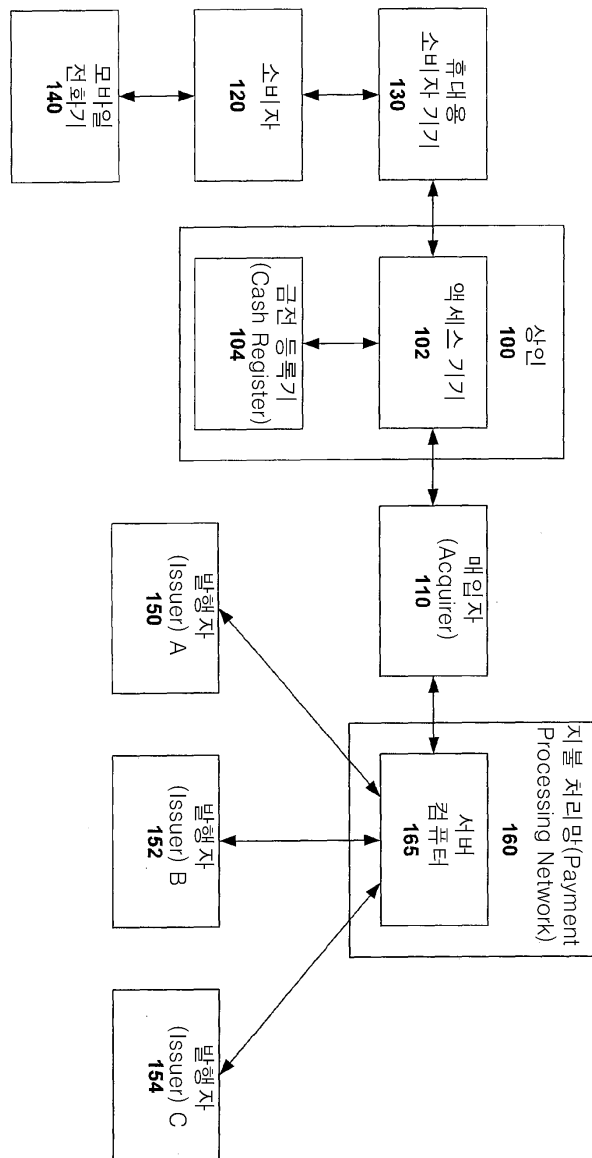 모바일
전화기
140
소비자
120
휴대용
소비자 기기
130
상인
100
액세스 기기
102
금전 등록기
(Cash Register)
104
매입자
(Acquirer)
110
지불 처리망(Payment
Processing Network)
160
서버
컴퓨터
165
발행자
(Issuer) A
150
발행자
(Issuer) B
152
발행자
(Issuer) C
154